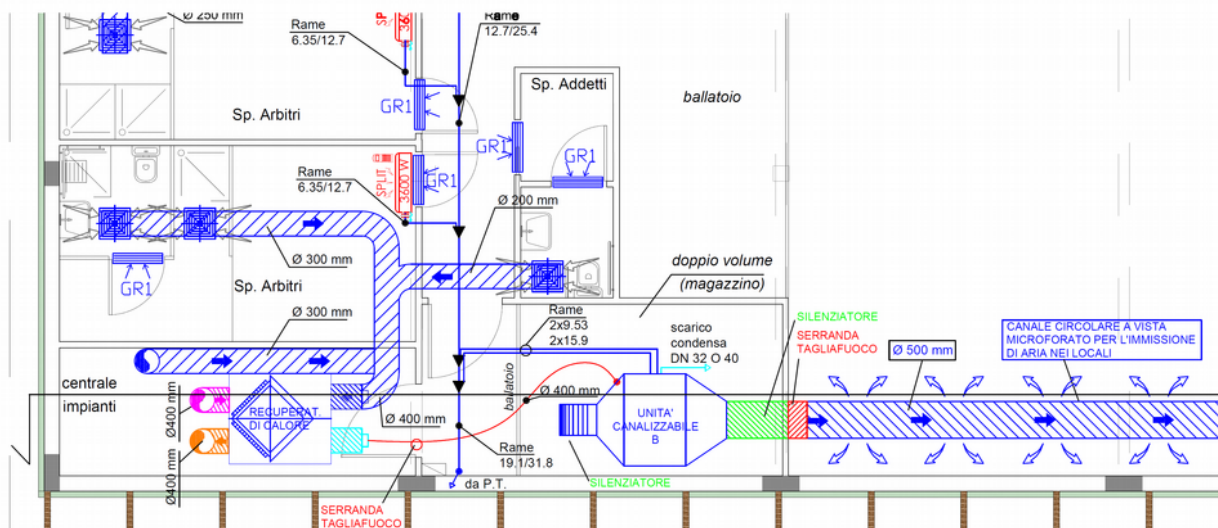 Ø 250 mm
Rame
6.35/12.7
Rame
12.7/25.4
GR1
Sp. Arbitri
Sp. Addetti
ballatoio
GR1
GR1
Rame
6.35/12.7
SPLIT
3600 W
GR1
Ø 200 mm
Ø 300 mm
GR1
Sp. Arbitri
doppio volume
(magazzino)
Ø 300 mm
Rame
2x9.53
2x15.9
scarico
condensa
DN 32 O 40
SILENZIATORE
SERRANDA
TAGLIAFUOCO
Ø 500 mm
CANALE CIRCOLARE A VISTA
MICROFORATO PER L'IMMISSIONE
DI ARIA NEI LOCALI
centrale
impianti
Ø400 mm
Ø400 mm
RECUPERAT.
DI CALORE
Ø 400 mm
ballatoio
Ø 400 mm
UNITA'
CANALIZZABILE
B
Rame
19.1/31.8
da P.T.
SILENZIATORE
SERRANDA
TAGLIAFUOCO